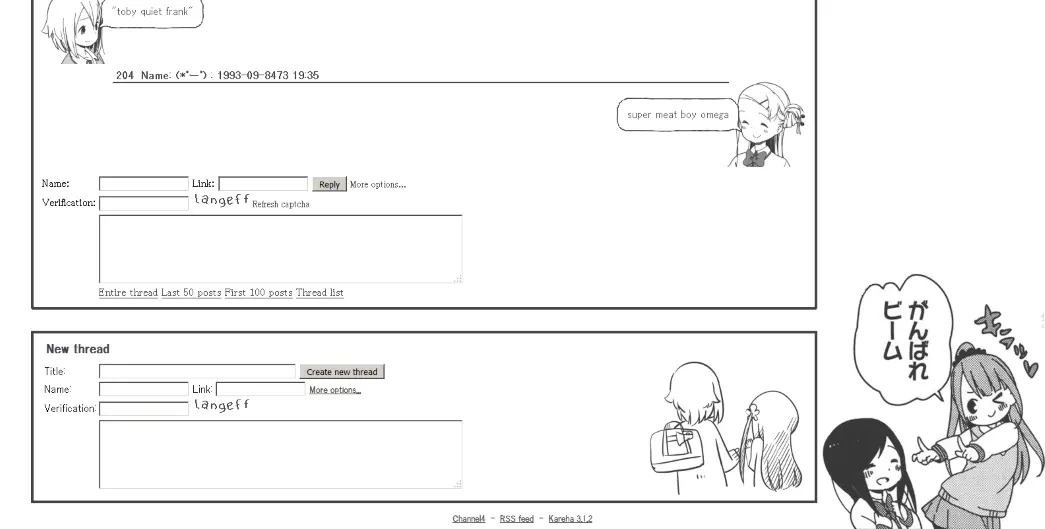 "toby quiet frank"
204 Name: (*ﾟーﾟ) : 1993-09-8473 19:35
super meat boy omega
Name: Link: Reply More options...
Verification: langeff Refresh captcha
Entire thread Last 50 posts First 100 posts Thread list
New thread
Title: Create new thread
Name: Link: More options...
Verification: langeff
がんばれ
ビーム
Channel4 - RSS feed - Kareha 3.1.2